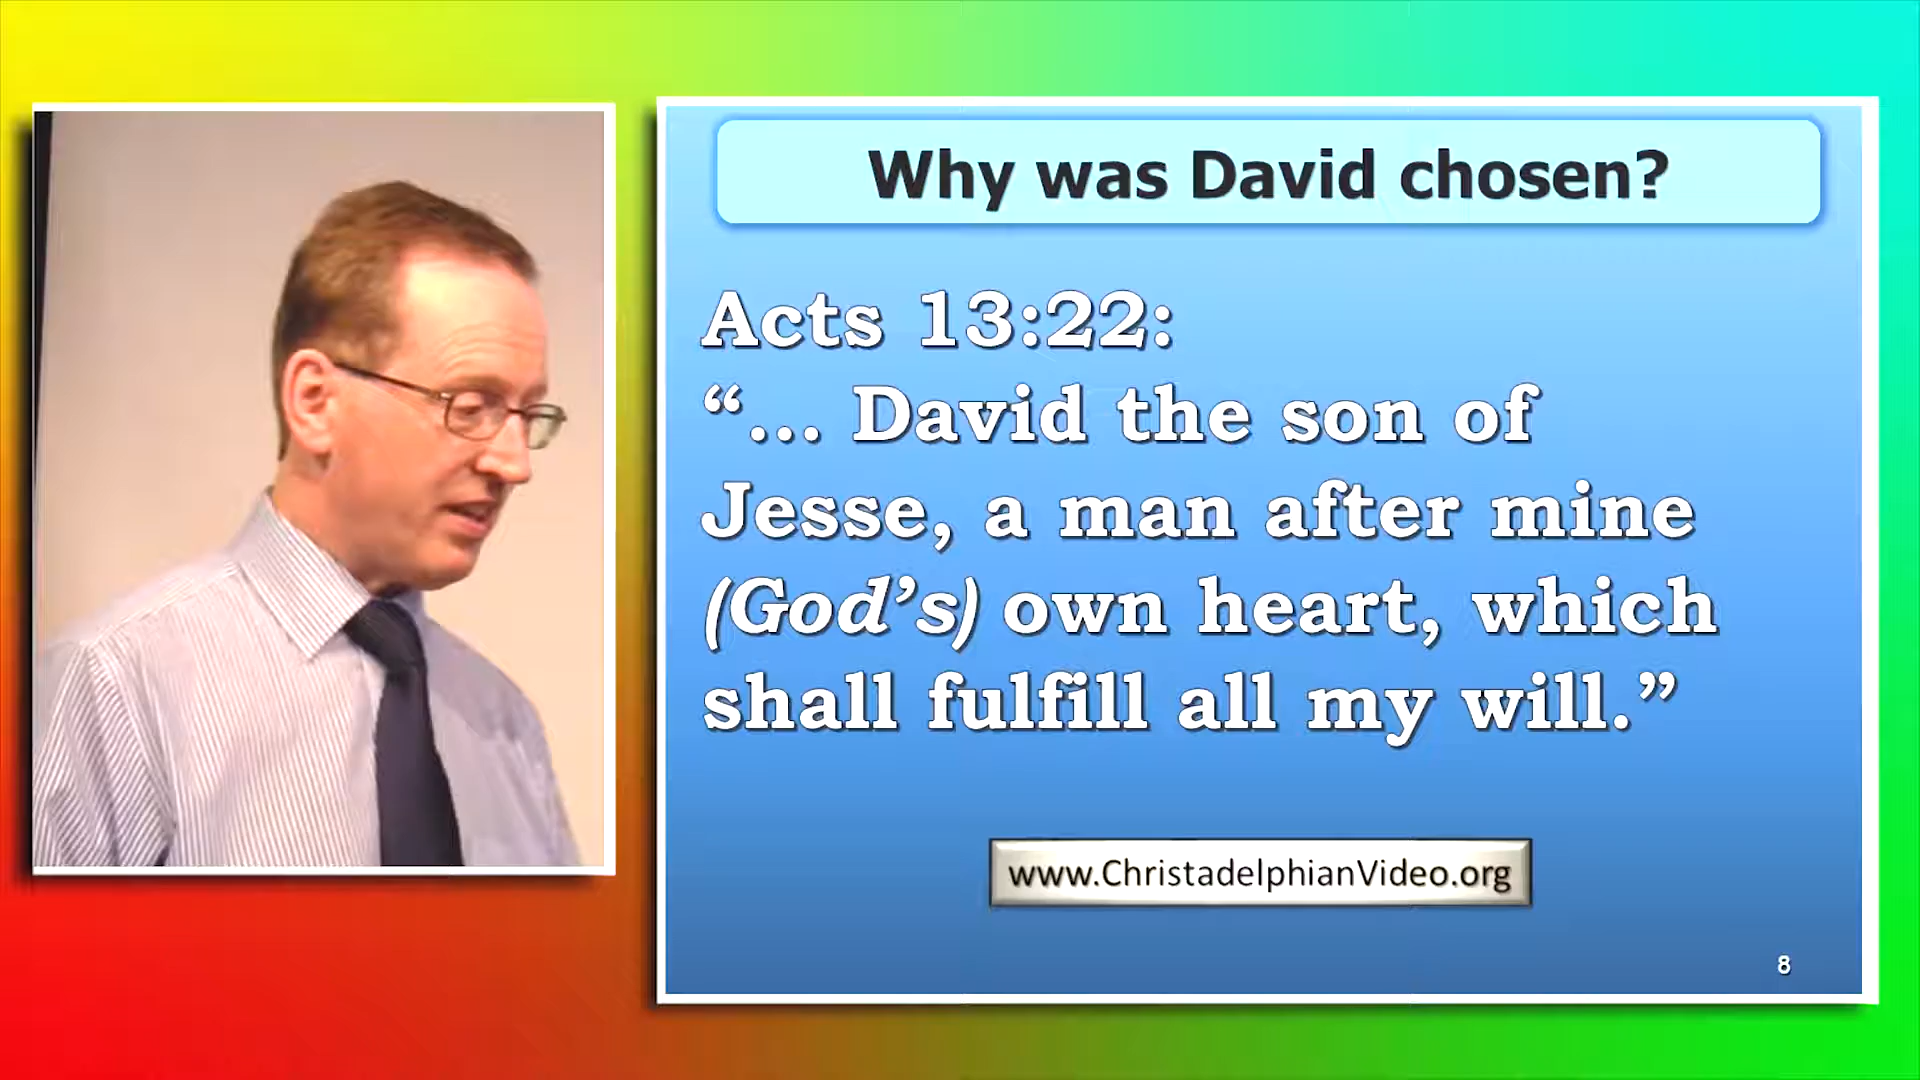 Why was David chosen?
Acts 13:22:
“... David the son of
Jesse, a man after mine
(God’s) own heart, which
shall fulfill all my will.”
www.ChristadelphianVideo.org
8